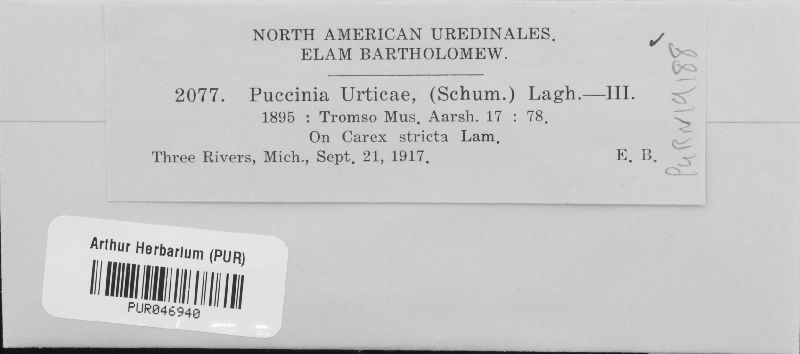 NORTH AMERICAN UREDINALES.
ELAM BARTHOLOMEW.
2077. Puccinia Urticae, (Schum.) Lagh.—III.
1895 : Tromso Mus. Aarsh. 17 : 78.
On Carex stricta Lam.
Three Rivers, Mich., Sept. 21, 1917. E. B.
PURN19188
Arthur Herbarium (PUR)
PUR046940